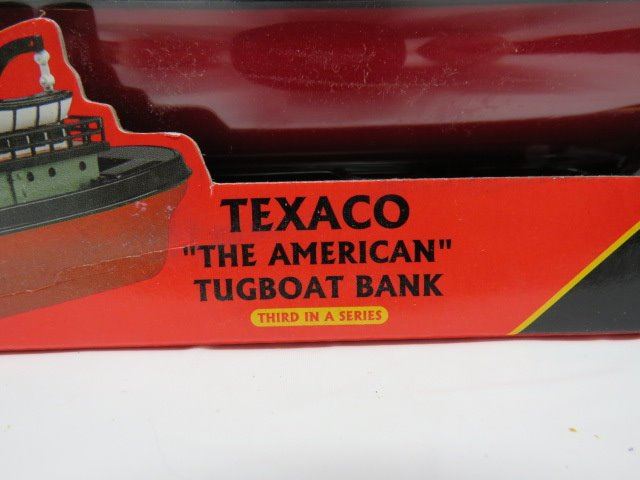 TEXACO
"THE AMERICAN"
TUGBOAT BANK
THIRD IN A SERIES